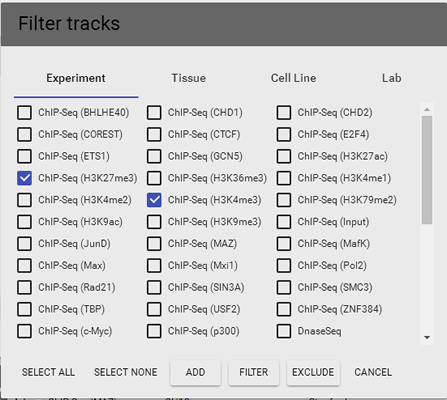 Filter tracks
Experiment Tissue Cell Line Lab
ChIP-Seq (BHLHE40) ChIP-Seq (CHD1) ChIP-Seq (CHD2)
ChIP-Seq (COREST) ChIP-Seq (CTCF) ChIP-Seq (E2F4)
ChIP-Seq (ETS1) ChIP-Seq (GCN5) ChIP-Seq (H3K27ac)
ChIP-Seq (H3K27me3) ChIP-Seq (H3K36me3) ChIP-Seq (H3K4me1)
ChIP-Seq (H3K4me2) ChIP-Seq (H3K4me3) ChIP-Seq (H3K79me2)
ChIP-Seq (H3K9ac) ChIP-Seq (H3K9me3) ChIP-Seq (Input)
ChIP-Seq (JunD) ChIP-Seq (MAZ) ChIP-Seq (MafK)
ChIP-Seq (Max) ChIP-Seq (Mxi1) ChIP-Seq (Pol2)
ChIP-Seq (Rad21) ChIP-Seq (SIN3A) ChIP-Seq (SMC3)
ChIP-Seq (TBP) ChIP-Seq (USF2) ChIP-Seq (ZNF384)
ChIP-Seq (c-Myc) ChIP-Seq (p300) DnaseSeq
SELECT ALL SELECT NONE ADD FILTER EXCLUDE CANCEL